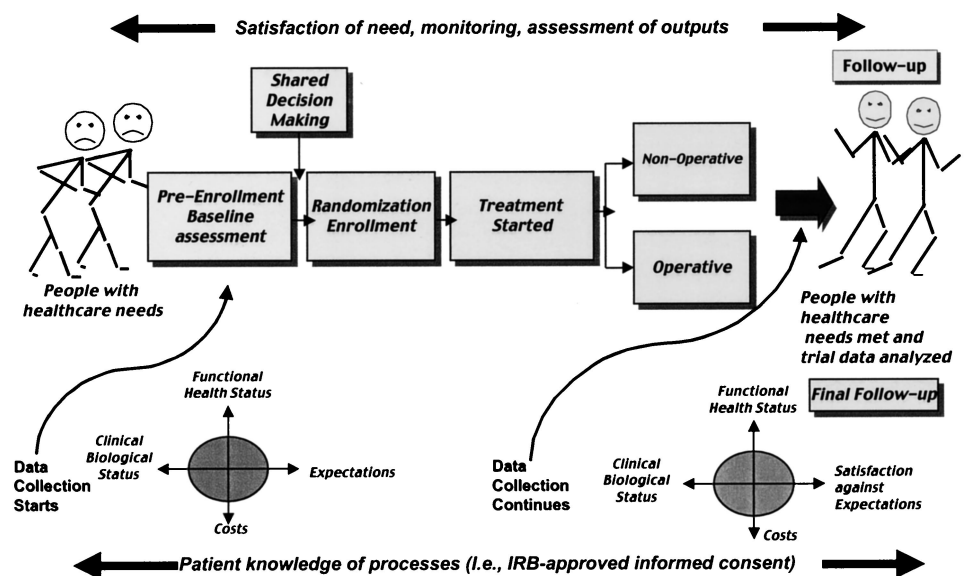 Satisfaction of need, monitoring, assessment of outputs
Shared
Decision
Making
Follow-up
Pre-Enrollment
Baseline
assessment
Randomization
Enrollment
Treatment
Started
Non-Operative
Operative
People with
healthcare needs
People with
healthcare
needs met and
trial data analyzed
Final Follow-up
Functional
Health Status
Clinical
Biological
Status
Expectations
Costs
Data
Collection
Starts
Data
Collection
Continues
Functional
Health Status
Clinical
Biological
Status
Satisfaction
against
Expectations
Costs
Patient knowledge of processes (I.e., IRB-approved informed consent)